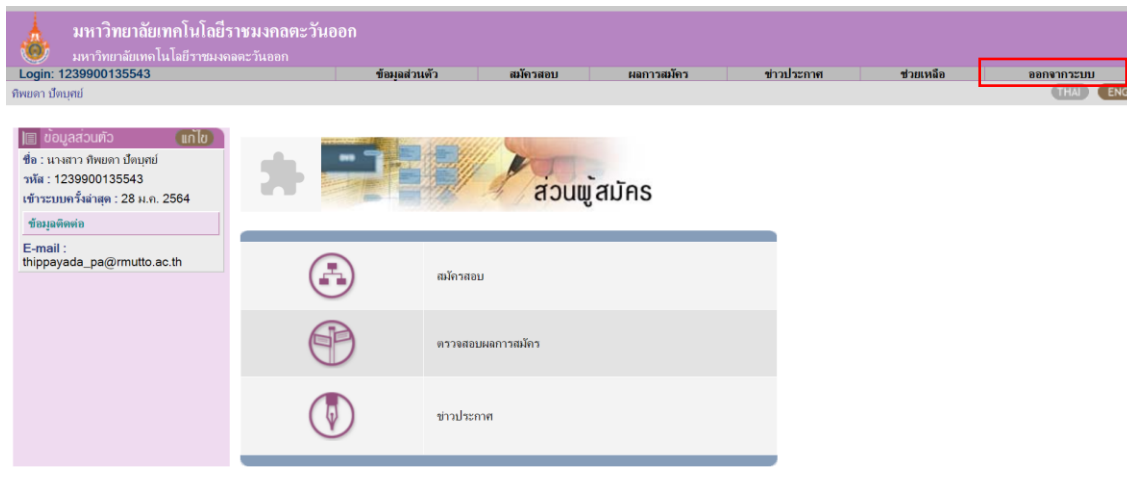 มหาวิทยาลัยเทคโนโลยีราชมงคลตะวันออก
มหาวิทยาลัยเทคโนโลยีราชมงคลตะวันออก
Login: 1239900135543 ข้อมูลส่วนตัว สมัครสอบ ผลการสมัคร ข่าวประกาศ ช่วยเหลือ ออกจากระบบ
ทิพยดา ปัตบุศย์ THAI ENG
ข้อมูลส่วนตัว แก้ไข
ชื่อ : นางสาว ทิพยดา ปัตบุศย์
รหัส : 1239900135543
เข้าระบบครั้งล่าสุด : 28 ม.ค. 2564
ข้อมูลติดต่อ
E-mail :
thippayada_pa@rmutto.ac.th
ส่วนผู้สมัคร
สมัครสอบ
ตรวจสอบผลการสมัคร
ข่าวประกาศ